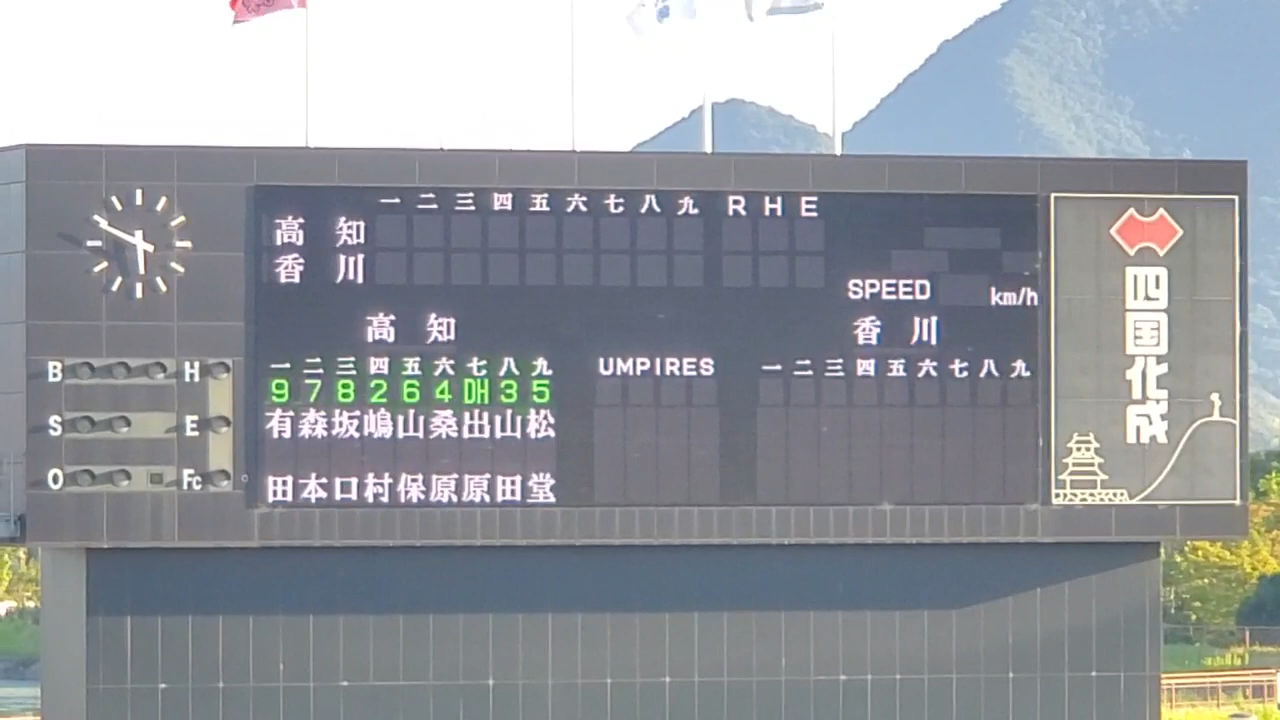 一 二 三 四 五 六 七 八 九 R H E
高 知
香 川
SPEED km/h
高 知
香 川
B H
S E
O Fc
一 二 三 四 五 六 七 八 九
9 7 8 2 6 4 DH 3 5
有 森 坂 嶋 山 桑 出 山 松
田 本 口 村 保 原 原 田 堂
UMPIRES
一 二 三 四 五 六 七 八 九
四国化成